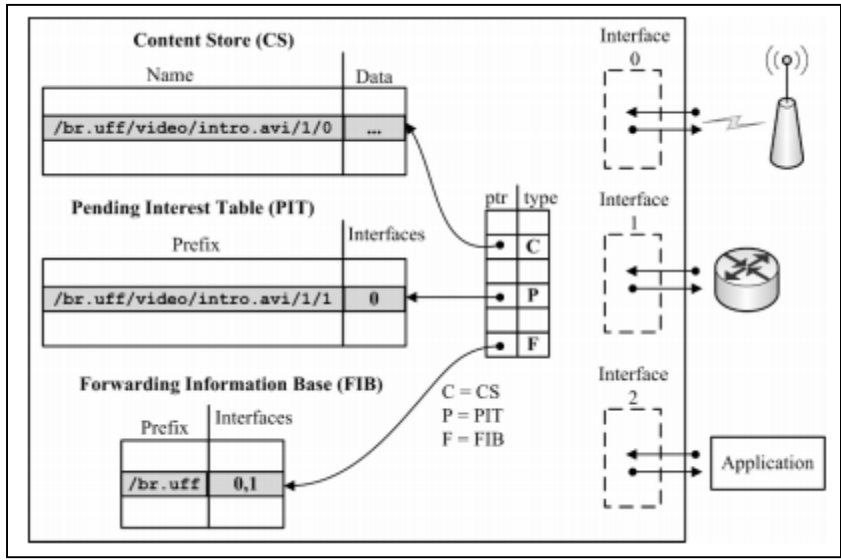 Content Store (CS)
Name Data
/br.uff/video/intro.avi/1/0 ...
Pending Interest Table (PIT)
Prefix Interfaces
/br.uff/video/intro.avi/1/1 0
Forwarding Information Base (FIB)
Prefix Interfaces
/br.uff 0,1
ptr type
C
P
F
C = CS
P = PIT
F = FIB
Interface
0
Interface
1
Interface
2
Application